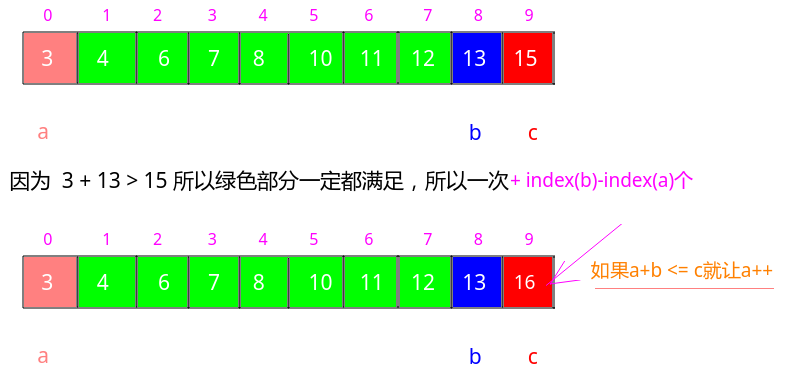 0 1 2 3 4 5 6 7 8 9
3 4 6 7 8 10 11 12 13 15
a b c
因为 3 + 13 > 15 所以绿色部分一定都满足，所以一次+ index(b)-index(a)个
0 1 2 3 4 5 6 7 8 9
如果a+b <= c就让a++
3 4 6 7 8 10 11 12 13 16
a b c